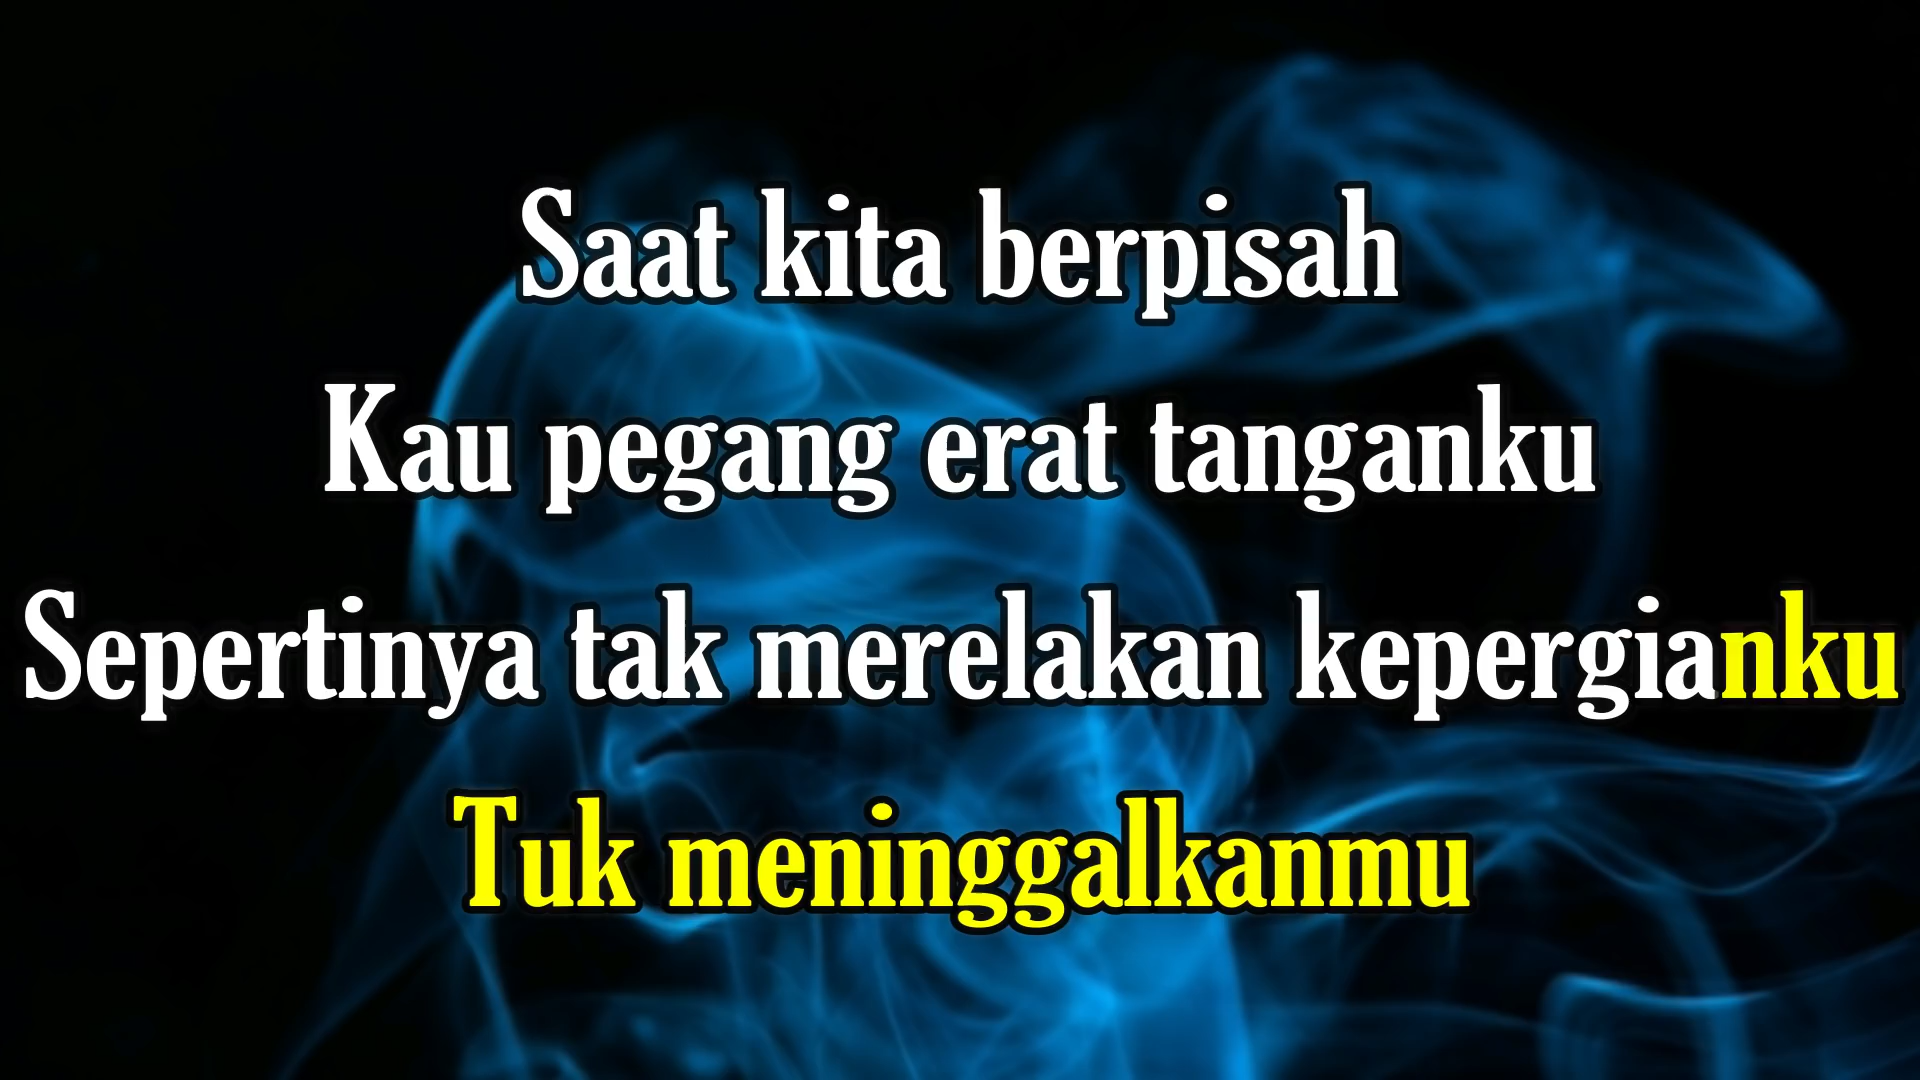 Saat kita berpisah
Kau pegang erat tanganku
Sepertinya tak merelakan kepergianku
Tuk meninggalkanmu